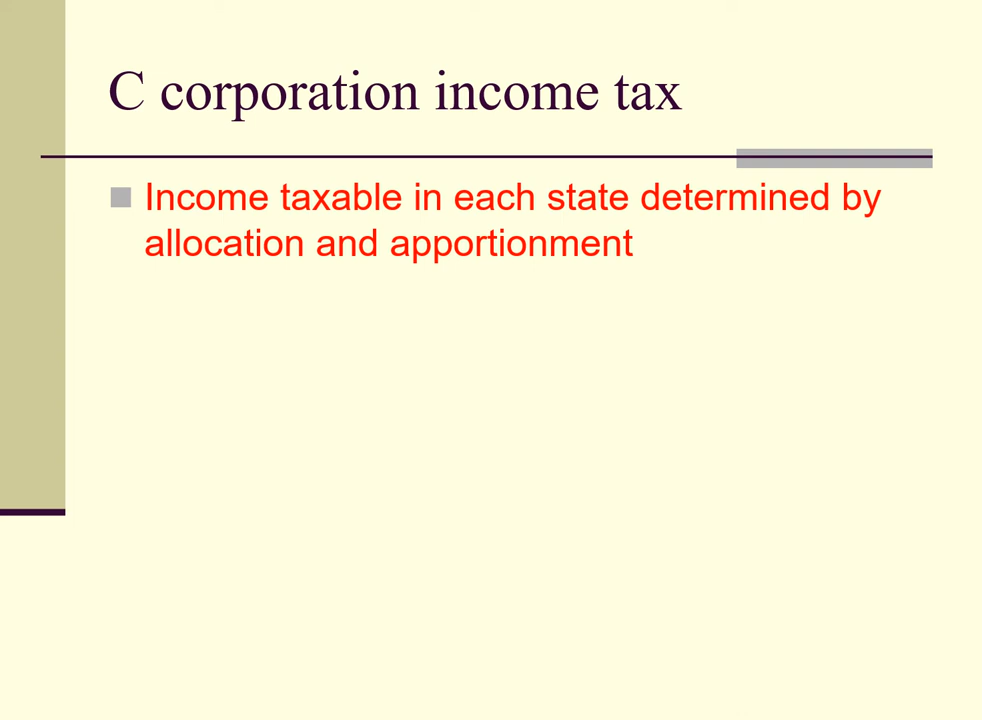 C corporation income tax
Income taxable in each state determined by
allocation and apportionment